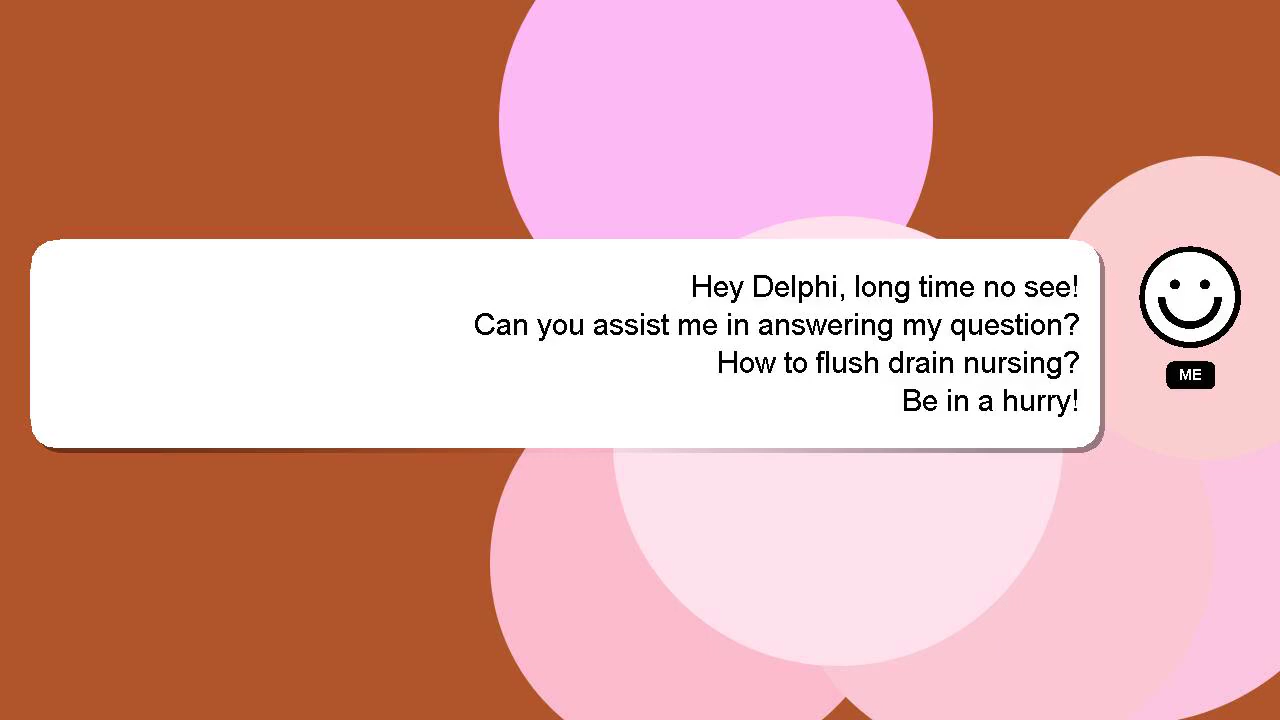 Hey Delphi, long time no see!
Can you assist me in answering my question?
How to flush drain nursing?
Be in a hurry!
ME